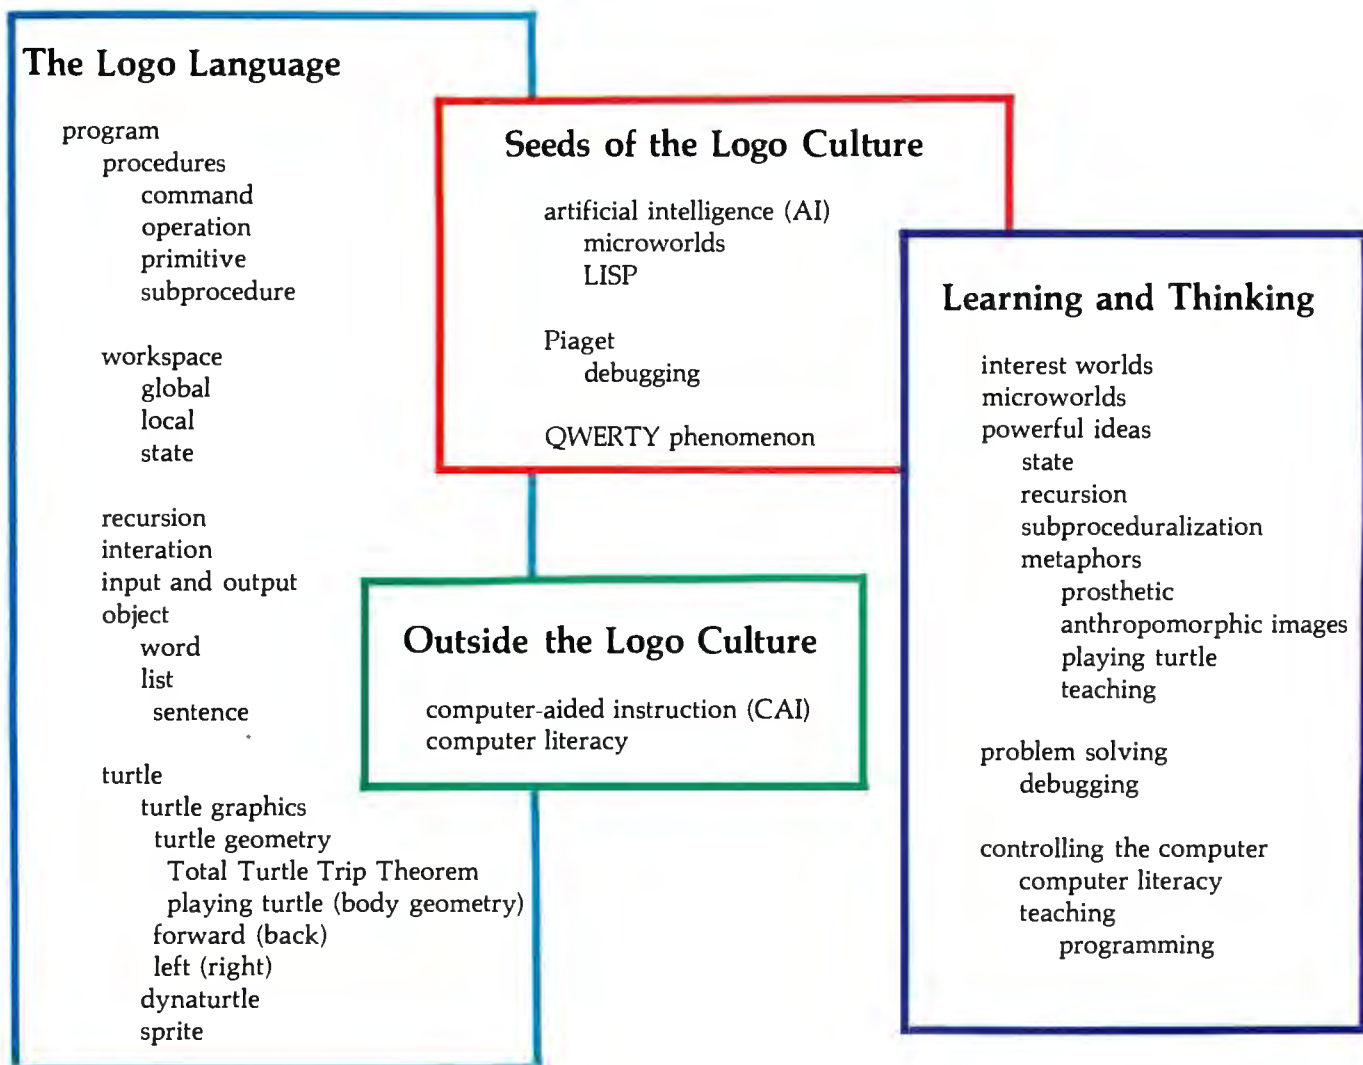 The Logo Language
program
procedures
command
operation
primitive
subprocedure
workspace
global
local
state
recursion
interation
input and output
object
word
list
sentence
turtle
turtle graphics
turtle geometry
Total Turtle Trip Theorem
playing turtle (body geometry)
forward (back)
left (right)
dynaturtle
sprite
Seeds of the Logo Culture
artificial intelligence (AI)
microworlds
LISP
Piaget
debugging
QWERTY phenomenon
Outside the Logo Culture
computer-aided instruction (CAI)
computer literacy
Learning and Thinking
interest worlds
microworlds
powerful ideas
state
recursion
subproceduralization
metaphors
prosthetic
anthropomorphic images
playing turtle
teaching
problem solving
debugging
controlling the computer
computer literacy
teaching
programming